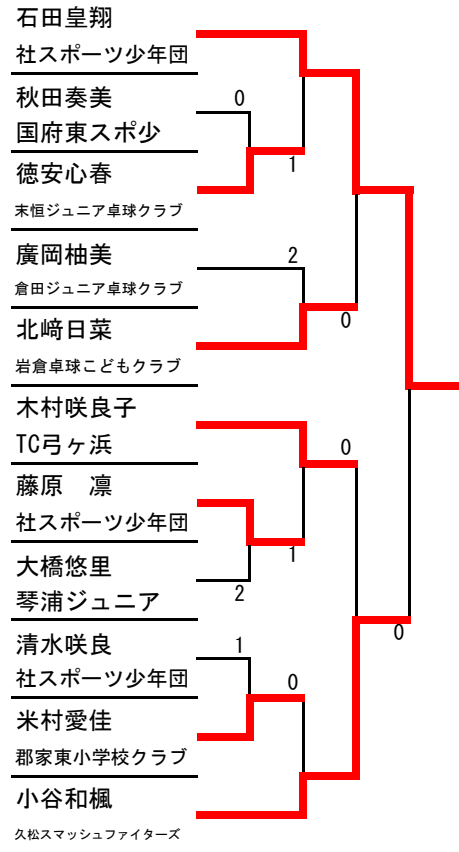 石田皇翔
社スポーツ少年団
秋田奏美
0
国府東スポ少
徳安心春
1
末恒ジュニア卓球クラブ
廣岡柚美
2
倉田ジュニア卓球クラブ
北﨑日菜
0
岩倉卓球こどもクラブ
木村咲良子
TC弓ヶ浜
0
藤原　凛
社スポーツ少年団
1
大橋悠里
2
琴浦ジュニア
0
清水咲良
1
社スポーツ少年団
0
米村愛佳
郡家東小学校クラブ
小谷和楓
久松スマッシュファイターズ